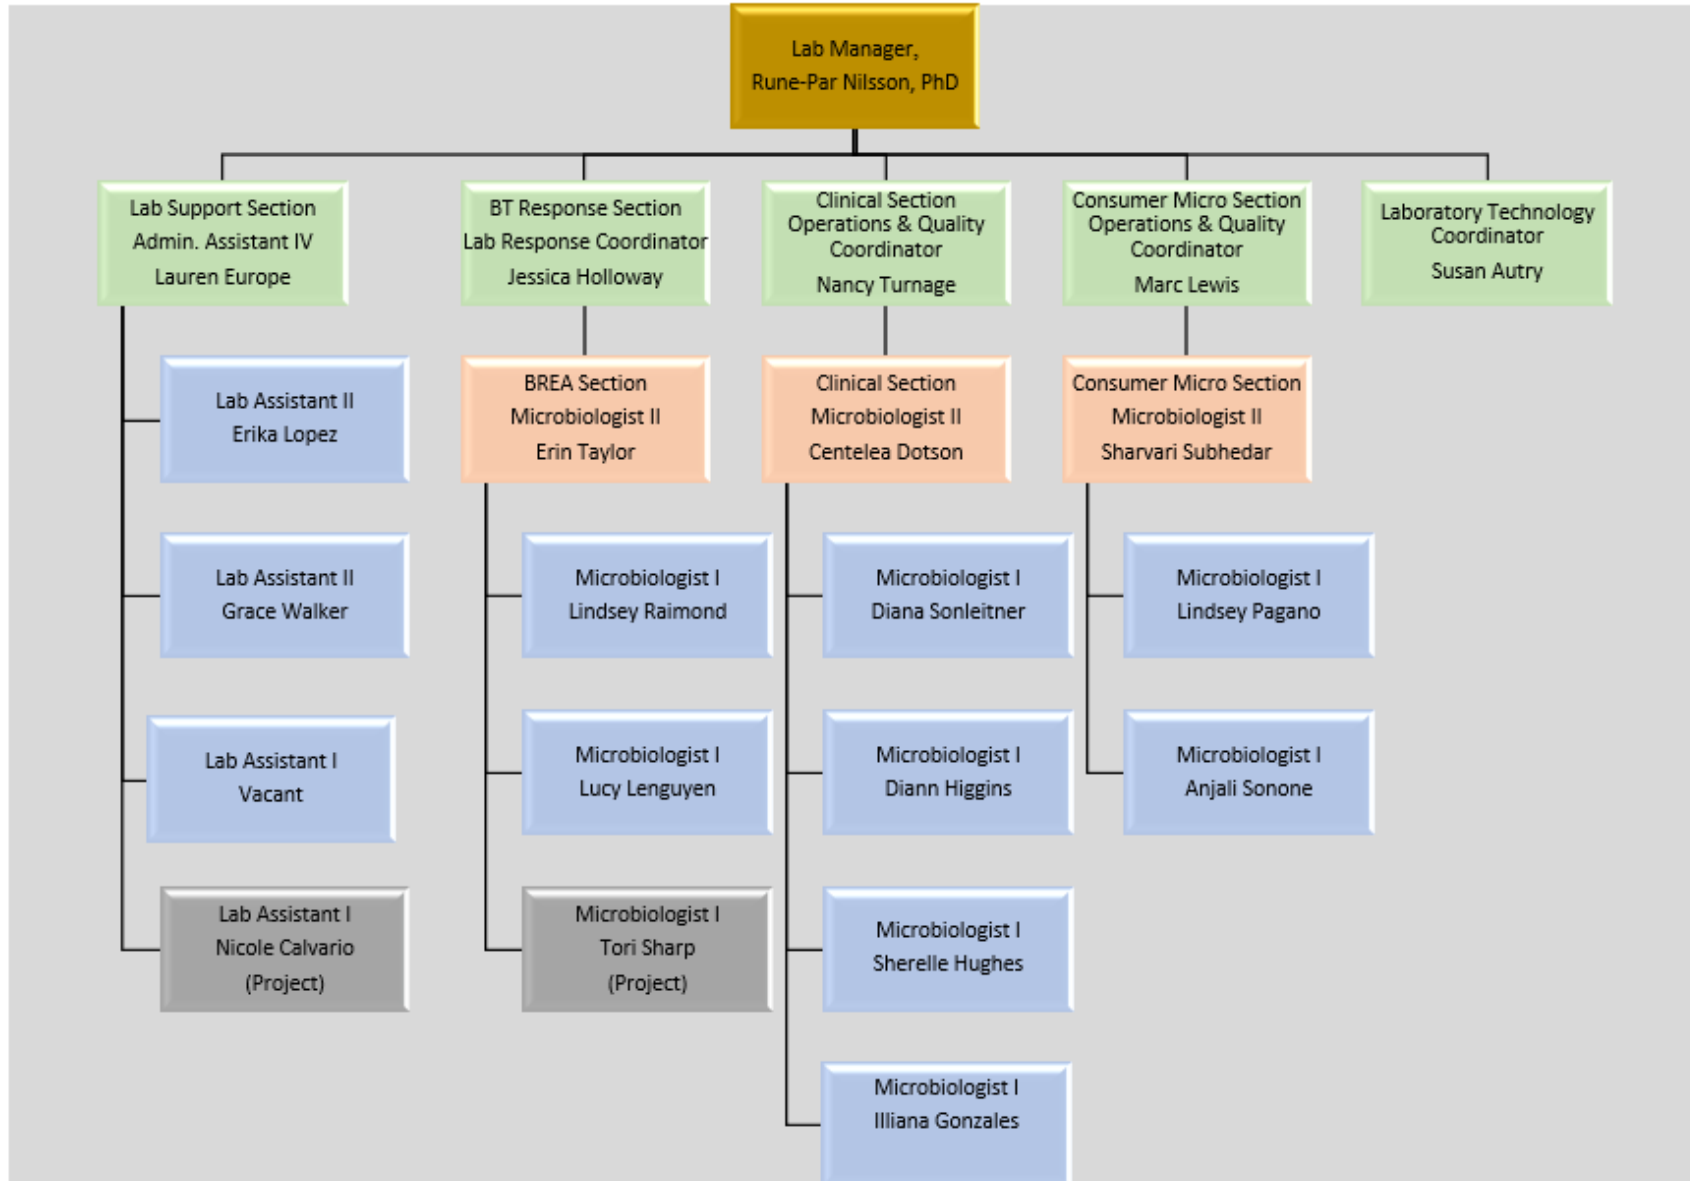 Lab Manager,
Rune-Par Nilsson, PhD
Lab Support Section
Admin. Assistant IV
Lauren Europe
BT Response Section
Lab Response Coordinator
Jessica Holloway
Clinical Section
Operations & Quality
Coordinator
Nancy Turnage
Consumer Micro Section
Operations & Quality
Coordinator
Marc Lewis
Laboratory Technology
Coordinator
Susan Autry
Lab Assistant II
Erika Lopez
BREA Section
Microbiologist II
Erin Taylor
Clinical Section
Microbiologist II
Centelea Dotson
Consumer Micro Section
Microbiologist II
Sharvari Subhedar
Lab Assistant II
Grace Walker
Microbiologist I
Lindsey Raimond
Microbiologist I
Diana Sonleitner
Microbiologist I
Lindsey Pagano
Lab Assistant I
Vacant
Microbiologist I
Lucy Lenguyen
Microbiologist I
Diann Higgins
Microbiologist I
Anjali Sonone
Lab Assistant I
Nicole Calvario
(Project)
Microbiologist I
Tori Sharp
(Project)
Microbiologist I
Sherelle Hughes
Microbiologist I
Illiana Gonzales